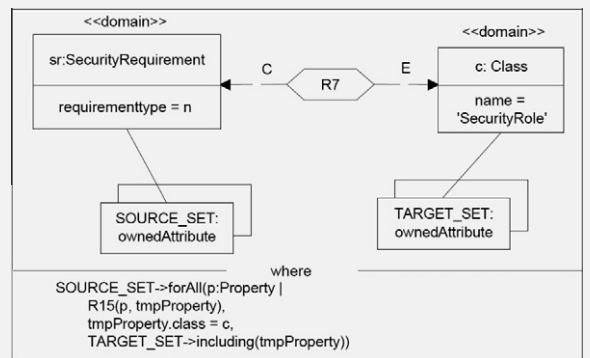 <<domain>>
<<domain>>
sr:SecurityRequirement
requirementtype = n
C
R7
E
c: Class
name =
'SecurityRole'
SOURCE_SET:
ownedAttribute
TARGET_SET:
ownedAttribute
where
SOURCE_SET->forAll(p:Property |
R15(p, tmpProperty),
tmpProperty.class = c,
TARGET_SET->including(tmpProperty))